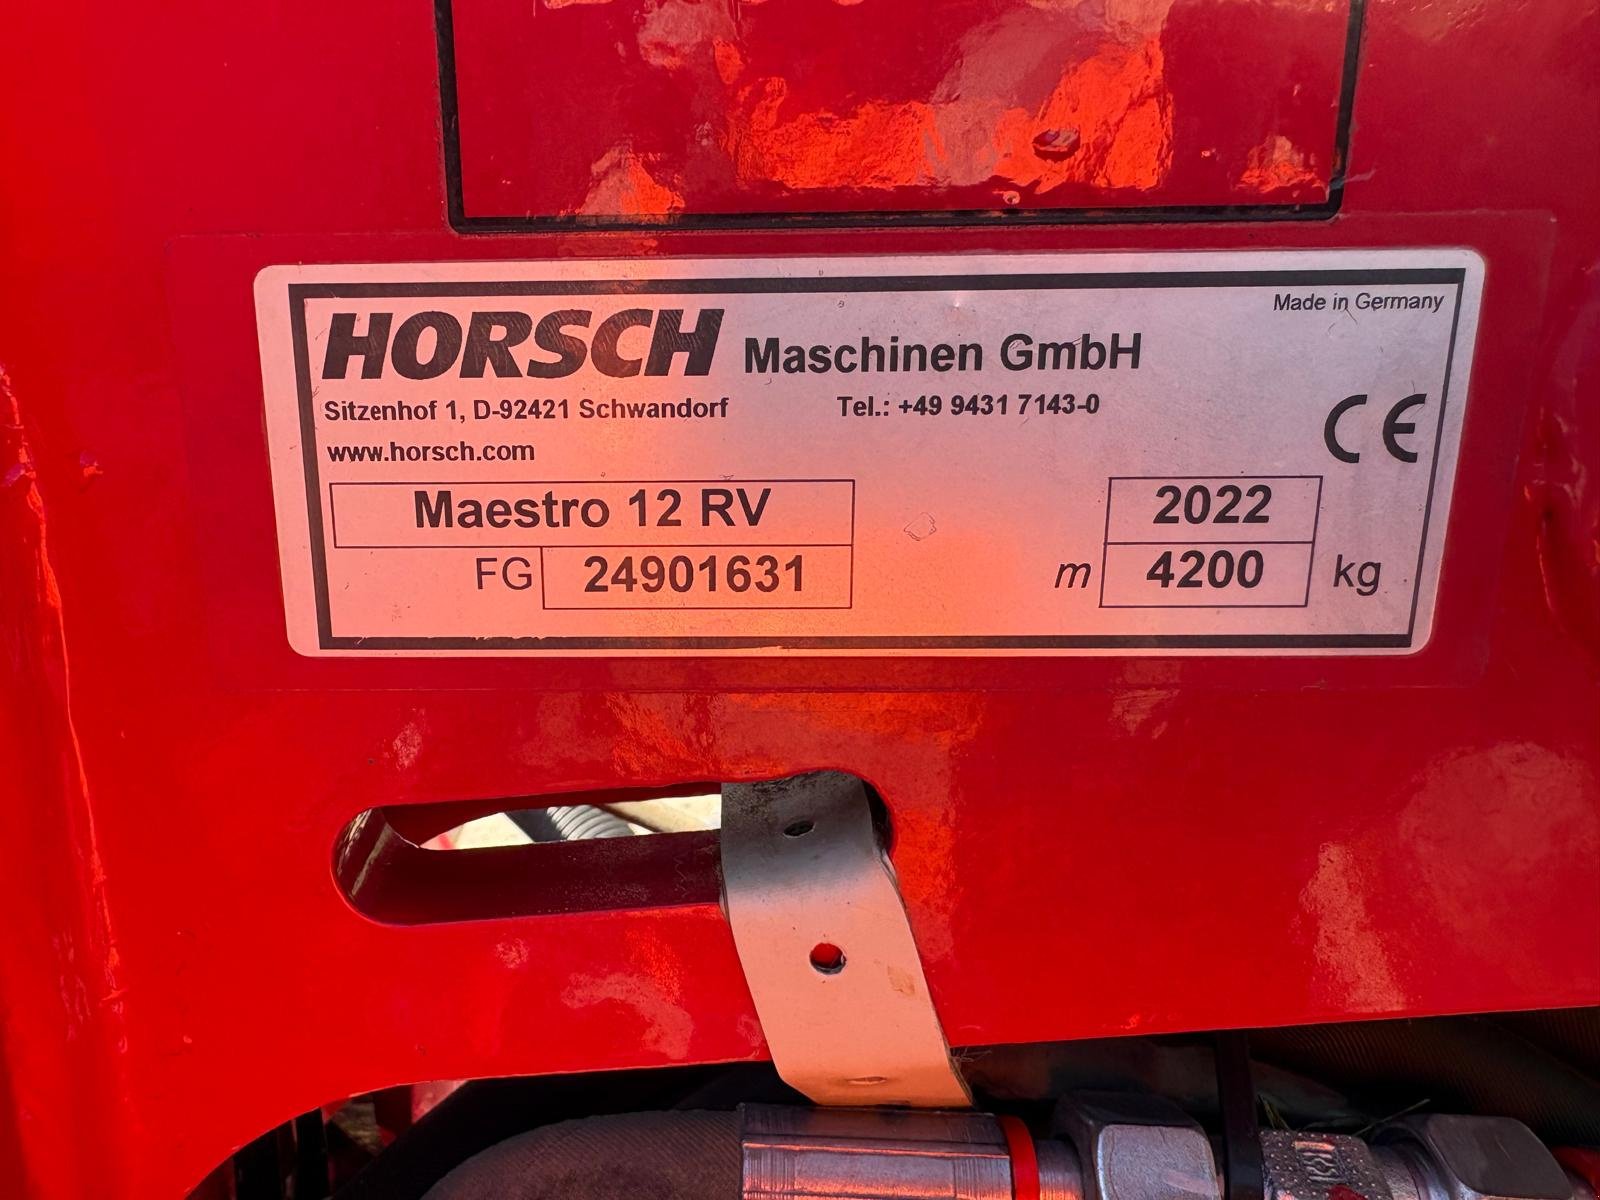 Made in Germany
HORSCH Maschinen GmbH
Sitzenhof 1, D-92421 Schwandorf Tel.: +49 9431 7143-0
www.horsch.com
CE
Maestro 12 RV 2022
FG 24901631 m 4200 kg